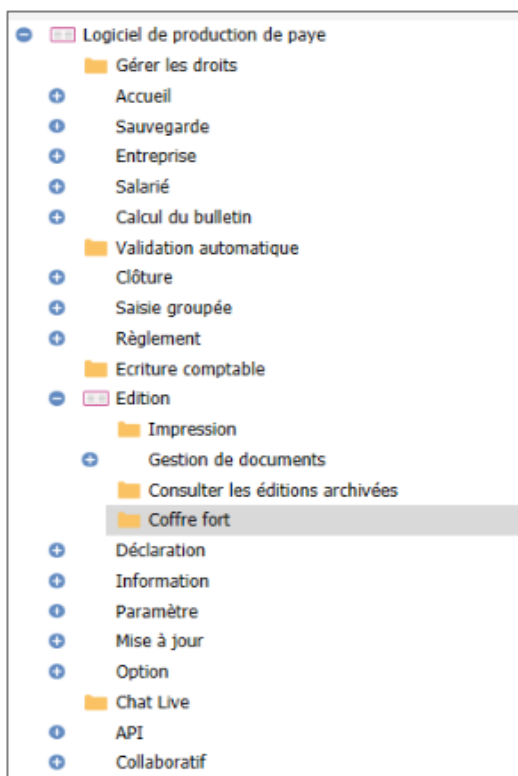 Logiciel de production de paye
Gérer les droits
Accueil
Sauvegarde
Entreprise
Salarié
Calcul du bulletin
Validation automatique
Clôture
Saisie groupée
Règlement
Ecriture comptable
Edition
Impression
Gestion de documents
Consulter les éditions archivées
Coffre fort
Déclaration
Information
Paramètre
Mise à jour
Option
Chat Live
API
Collaboratif